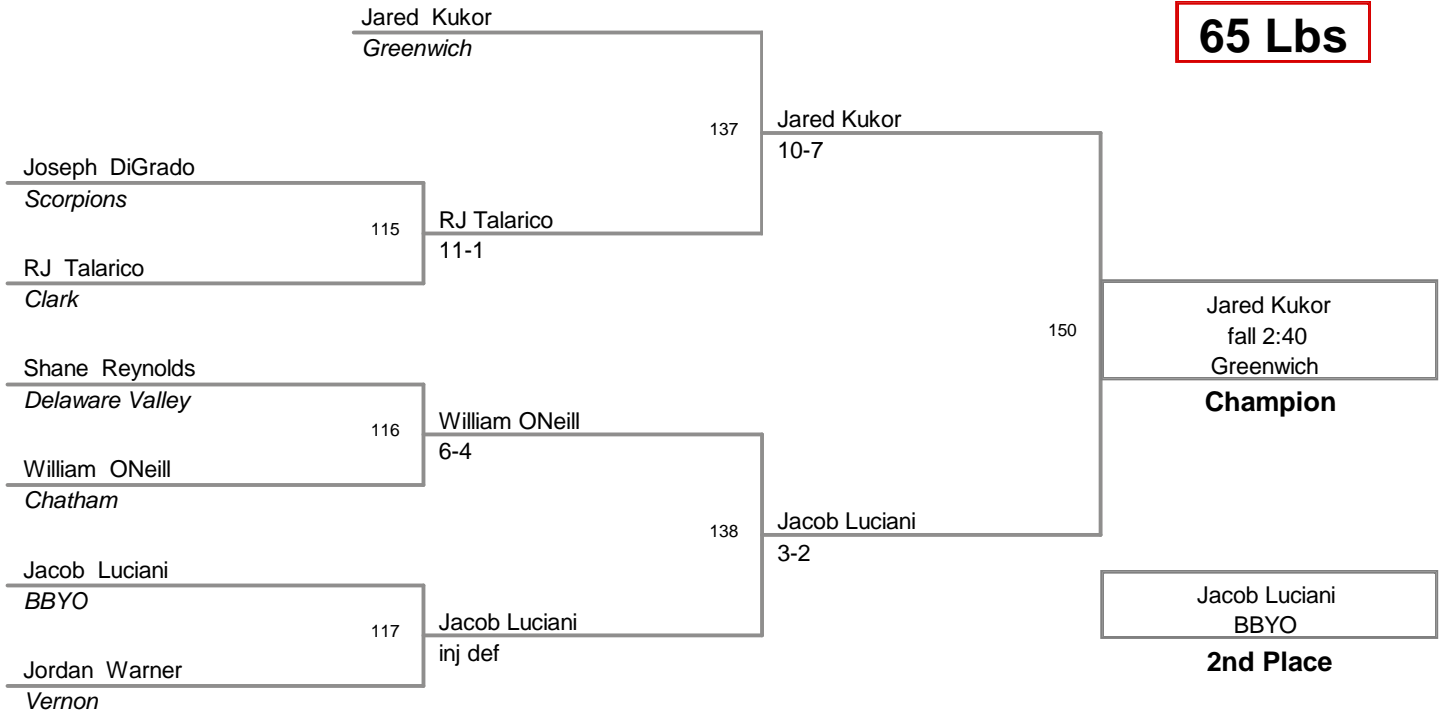 Jared Kukor
Greenwich
65 Lbs
137
Jared Kukor
10-7
Joseph DiGrado
Scorpions
115
RJ Talarico
11-1
RJ Talarico
Clark
150
Jared Kukor
fall 2:40
Greenwich
Champion
Shane Reynolds
Delaware Valley
116
William ONeill
6-4
William ONeill
Chatham
138
Jacob Luciani
3-2
Jacob Luciani
BBYO
117
Jacob Luciani
inj def
Jordan Warner
Vernon
Jacob Luciani
BBYO
2nd Place